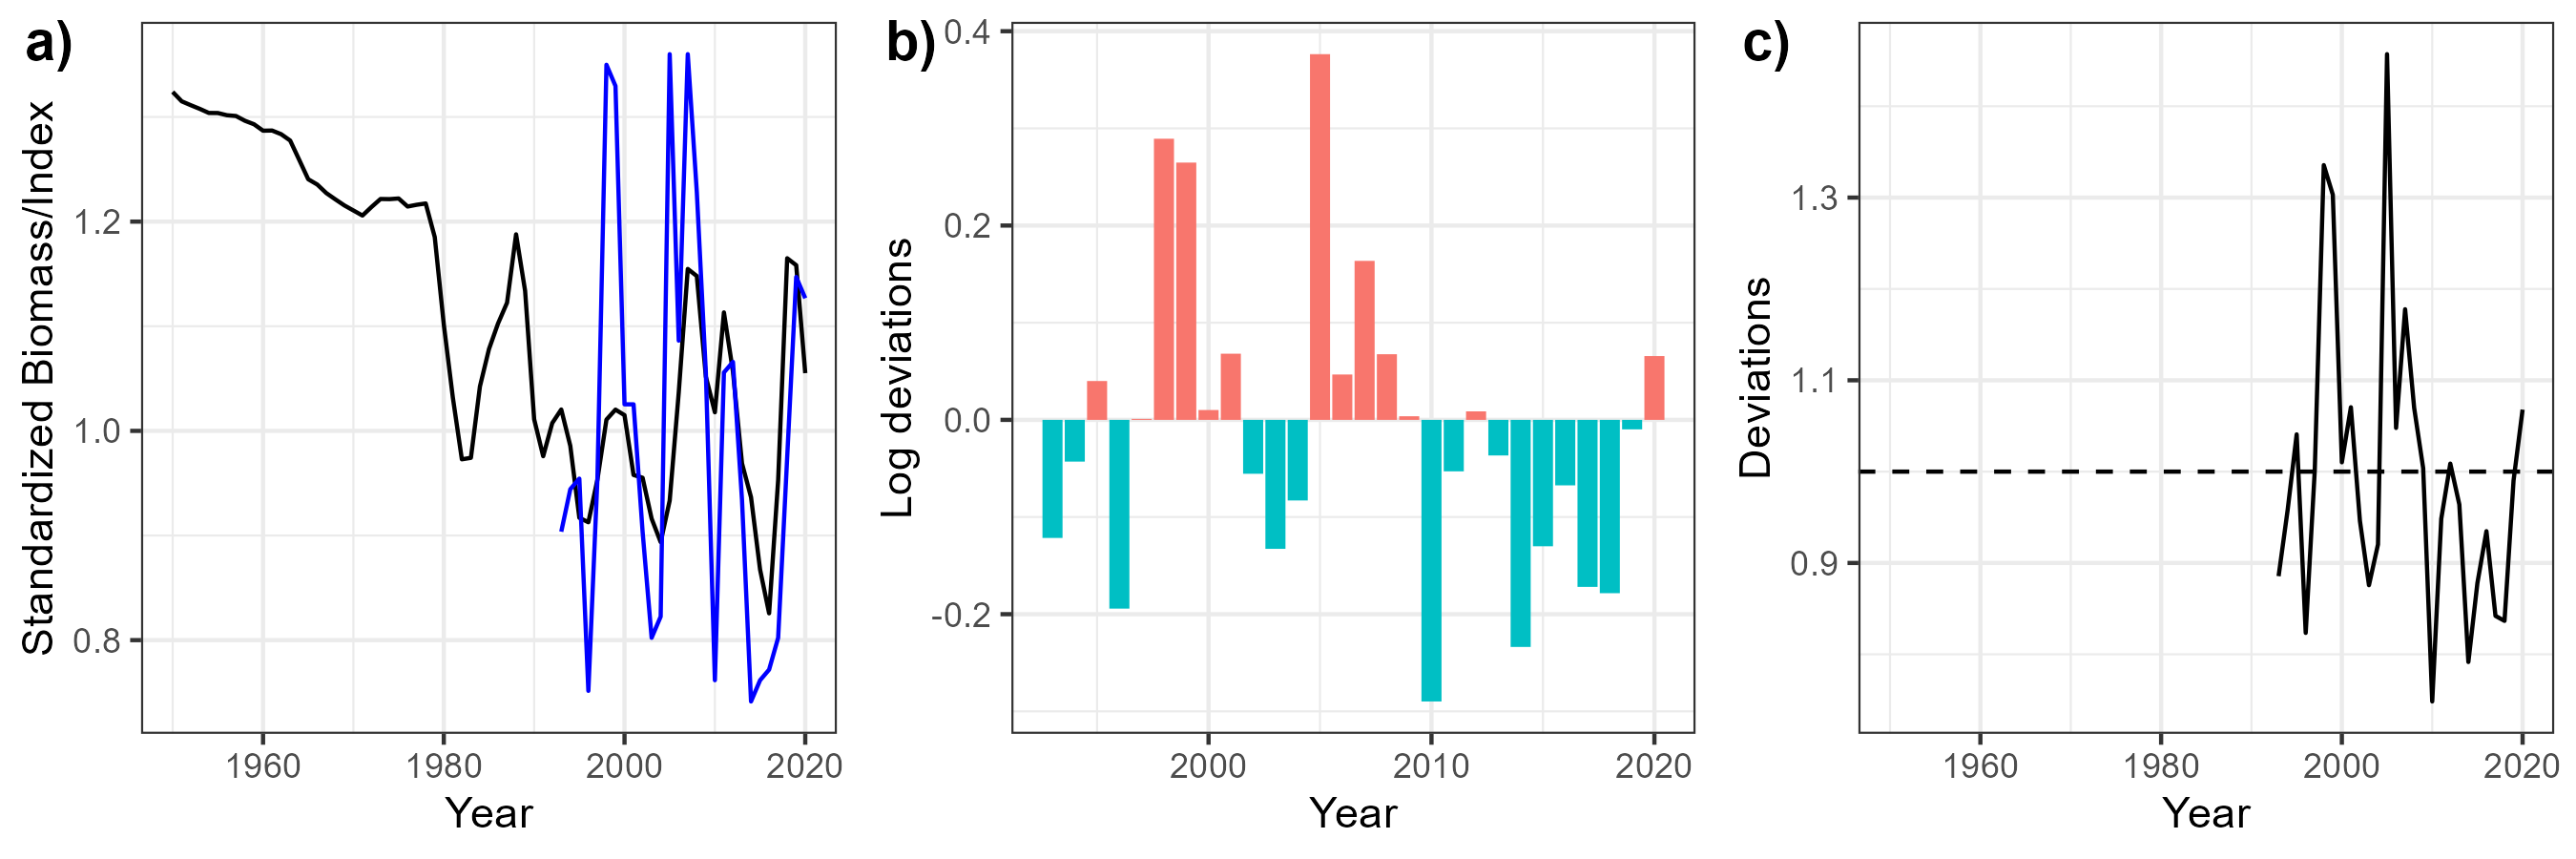 a)
Standardized Biomass/Index
1.2
1.0
0.8
1960 1980 2000 2020
Year
b)
Log deviations
0.4
0.2
0.0
-0.2
2000 2010 2020
Year
c)
Deviations
1.3
1.1
0.9
1960 1980 2000 2020
Year